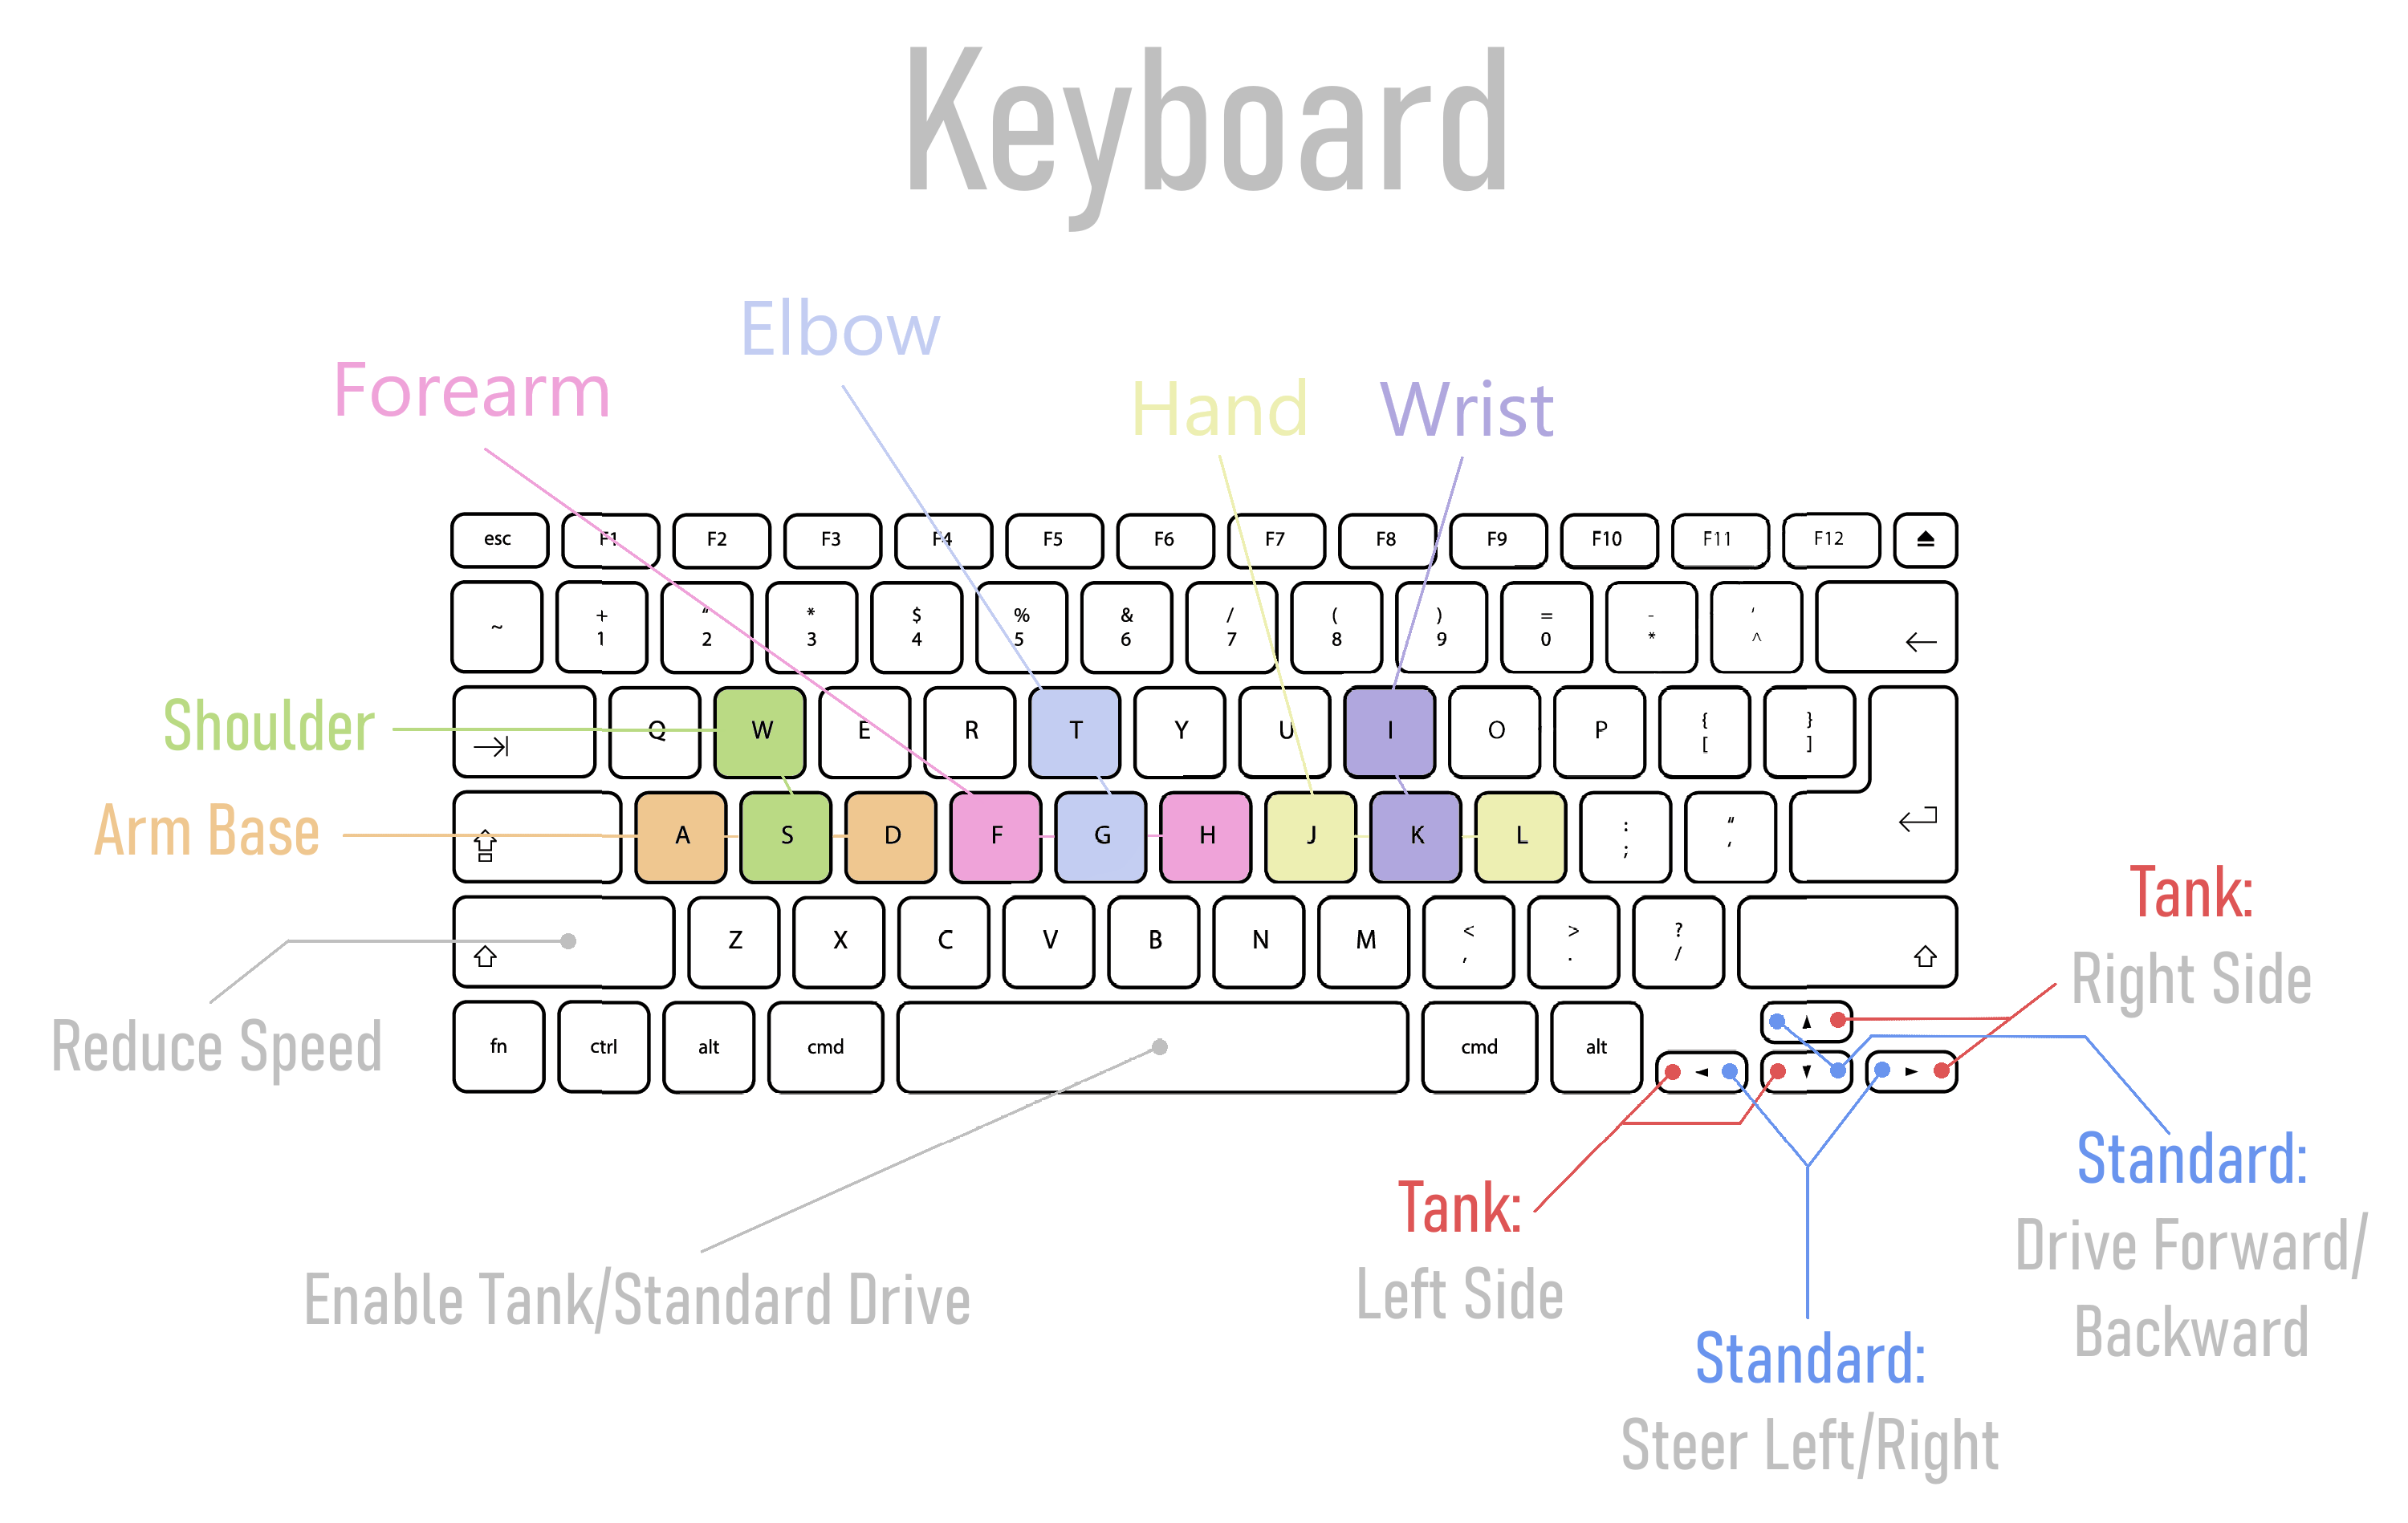 Keyboard
Elbow
Forearm
Hand
Wrist
esc F1 F2 F3 F4 F5 F6 F7 F8 F9 F10 F11 F12 ⏏
~ + 1 “ 2 * 3 $ 4 % 5 & 6 / 7 ( 8 ) 9 = 0 - * ‘ ^ ←
Shoulder
Q W E R T Y U I O P { [ } ]
Arm Base
A S D F G H J K L : ; “ ‘
Z X C V B N M < , > . ? /
Reduce Speed
fn ctrl alt cmd cmd alt ▲ ◄ ▼ ►
Tank:
Right Side
Enable Tank/Standard Drive
Tank:
Left Side
Standard:
Drive Forward/
Backward
Standard:
Steer Left/Right